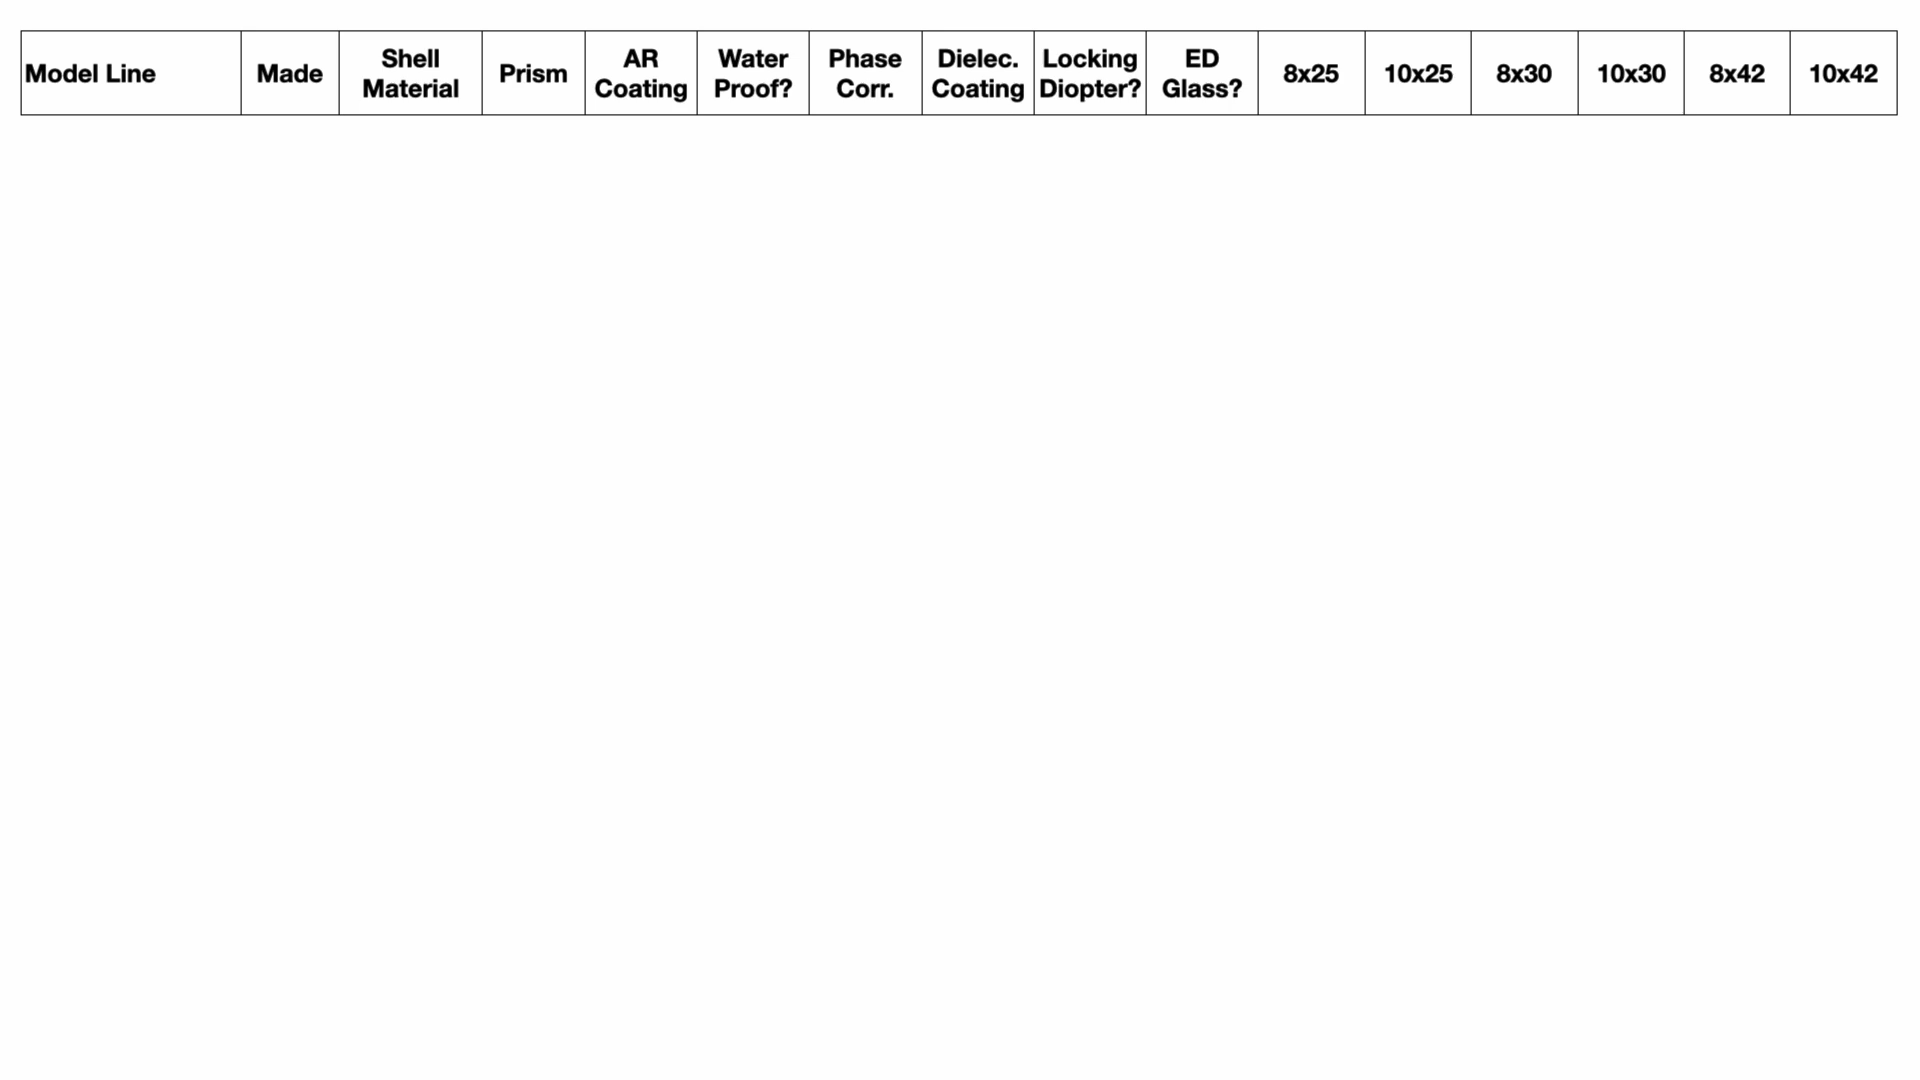 Model Line
Made
Shell
Material
Prism
AR
Coating
Water
Proof?
Phase
Corr.
Dielec.
Coating
Locking
Diopter?
ED
Glass?
8x25
10x25
8x30
10x30
8x42
10x42